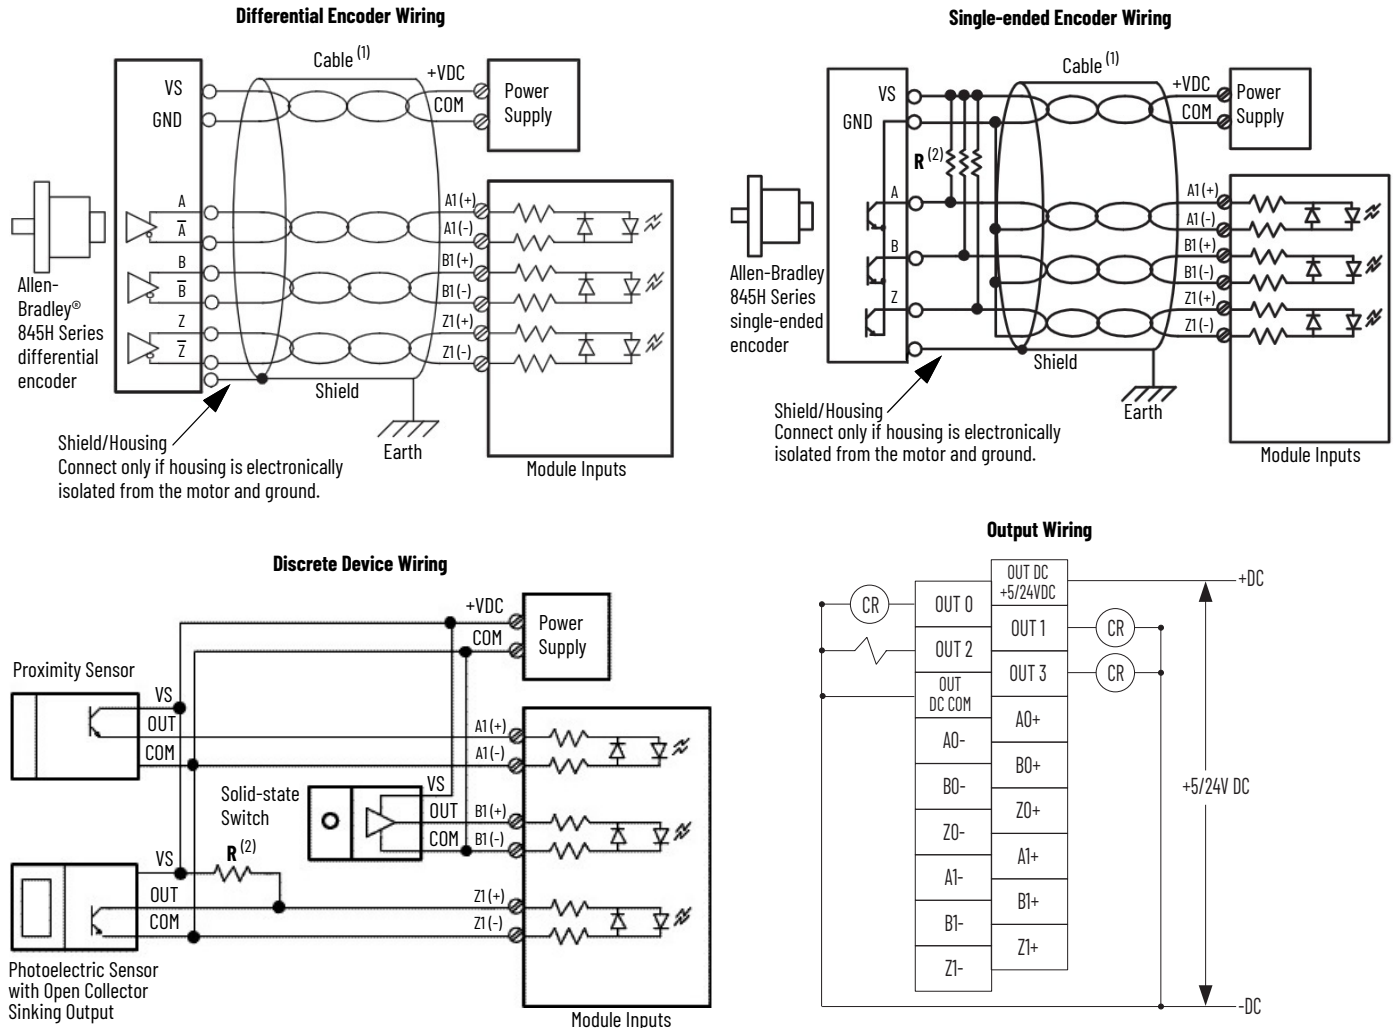 Differential Encoder Wiring
Cable (1)
VS
GND
+VDC
COM
Power
Supply
A
A̅
B
B̅
Z
Z̅
A1 (+)
A1 (-)
B1 (+)
B1 (-)
Z1 (+)
Z1 (-)
Allen-
Bradley®
845H Series
differential
encoder
Shield
Earth
Shield/Housing
Connect only if housing is electronically
isolated from the motor and ground.
Module Inputs
Single-ended Encoder Wiring
Cable (1)
VS
GND
+VDC
COM
Power
Supply
R (2)
A
B
Z
A1 (+)
A1 (-)
B1 (+)
B1 (-)
Z1 (+)
Z1 (-)
Allen-Bradley
845H Series
single-ended
encoder
Shield
Earth
Shield/Housing
Connect only if housing is electronically
isolated from the motor and ground.
Module Inputs
Discrete Device Wiring
+VDC
COM
Power
Supply
Proximity Sensor
VS
OUT
COM
A1 (+)
A1 (-)
Solid-state
Switch
VS
OUT
COM
B1 (+)
B1 (-)
R (2)
VS
OUT
COM
Z1 (+)
Z1 (-)
Photoelectric Sensor
with Open Collector
Sinking Output
Module Inputs
Output Wiring
OUT DC
+5/24VDC
+DC
CR
OUT 0
OUT 1
CR
OUT 2
OUT 3
CR
OUT
DC COM
A0+
A0-
B0+
B0-
Z0+
Z0-
A1+
A1-
B1+
B1-
Z1+
Z1-
+5/24V DC
-DC